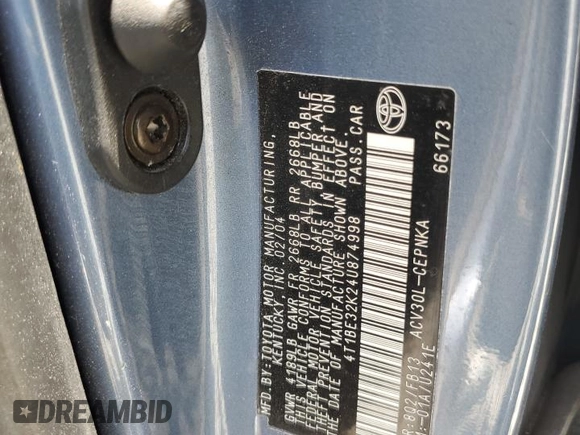 MFD.BY:TOYOTA MOTOR MANUFACTURING,
KENTUCKY, INC. 02/04
GVWR 4189LB GAWR FR 2668LB RR 2668LB
THIS VEHICLE CONFORMS TO ALL APPLICABLE
FEDERAL MOTOR VEHICLE SAFETY, BUMPER AND
THEFT PREVENTION STANDARDS IN EFFECT ON
THE DATE OF MANUFACTURE SHOWN ABOVE.
4T1BE32K24U874998 PASS.CAR
66173
ACV30L-CEPNKA
8Q2/FB13
-01A/U241E
DREAMBID